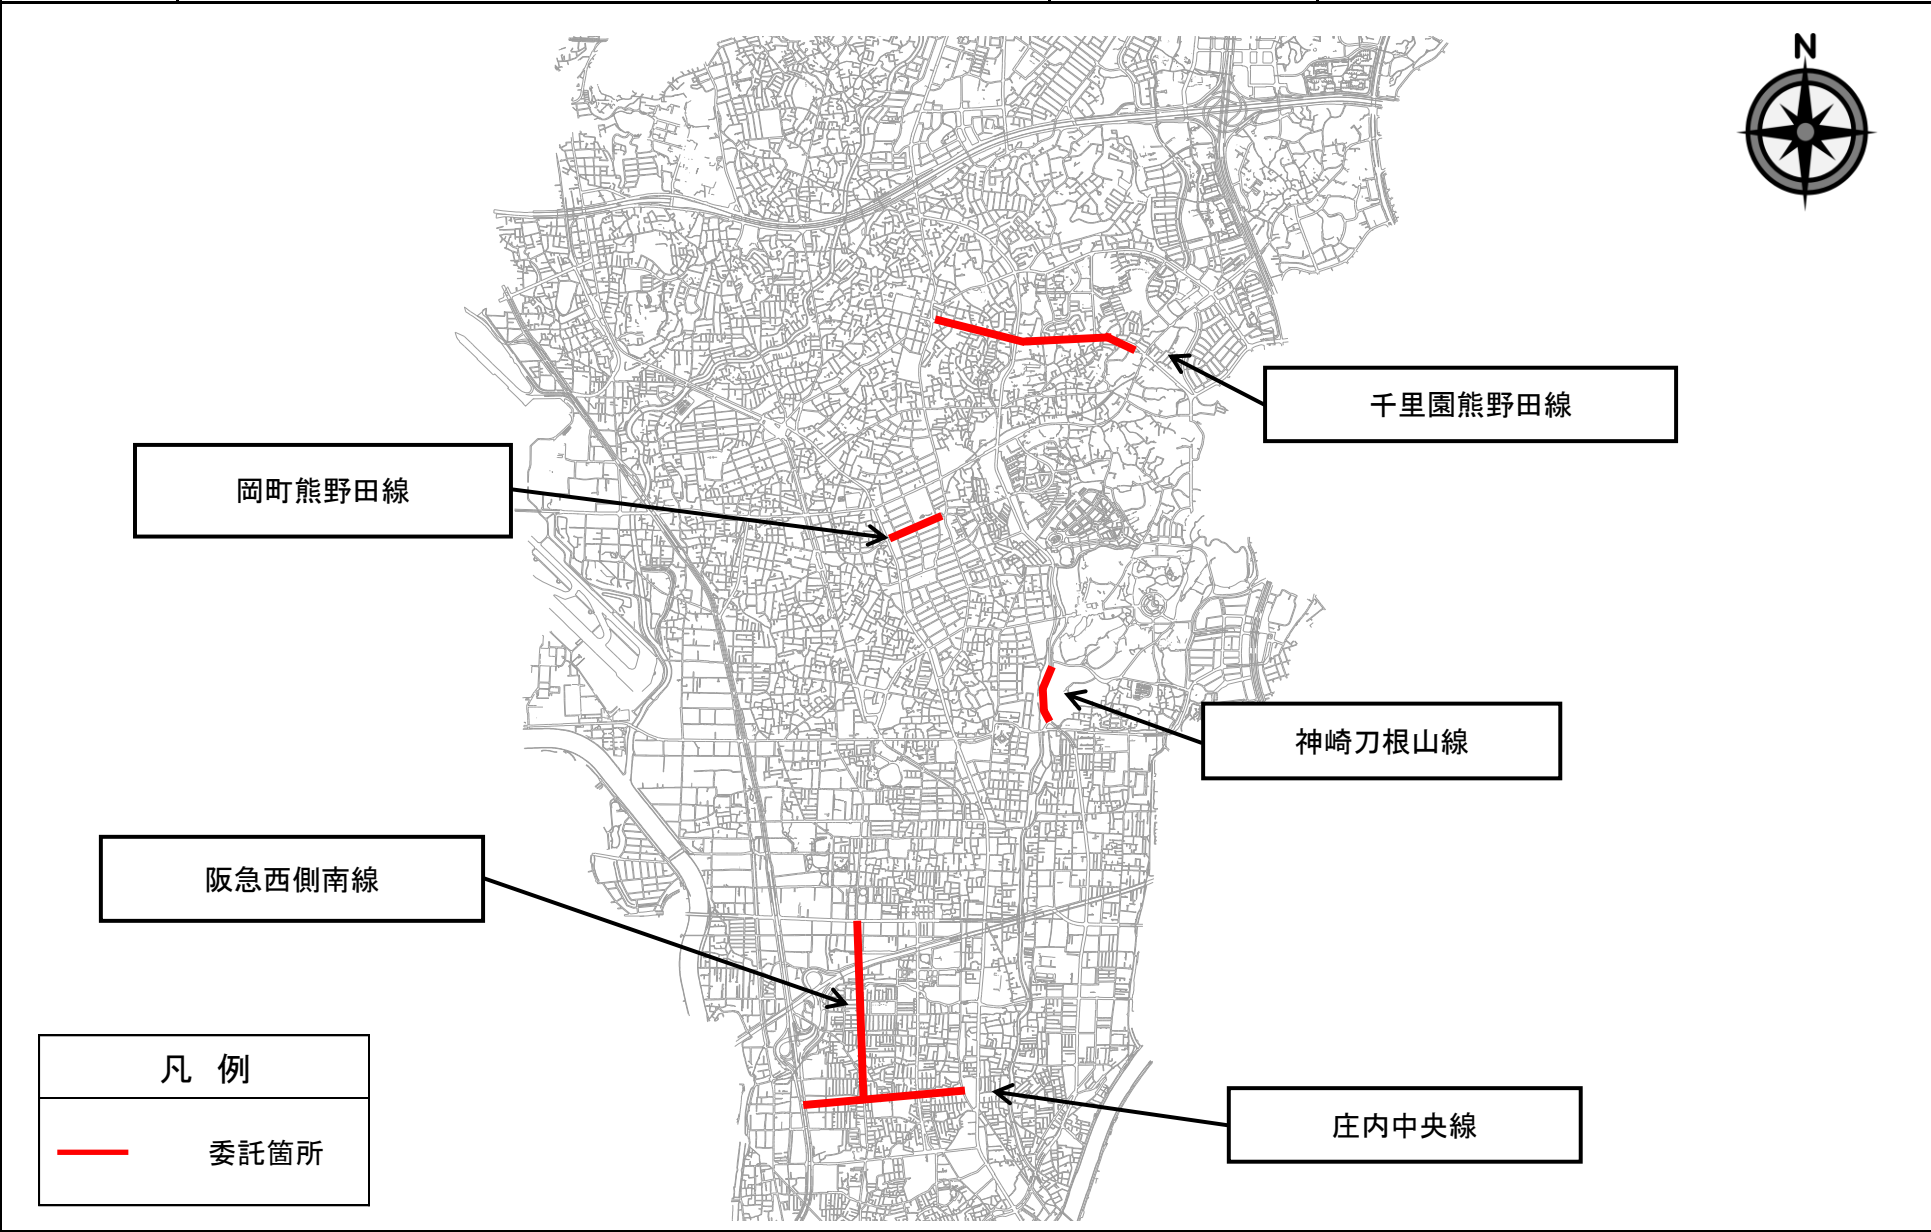 N
千里園熊野田線
岡町熊野田線
神崎刀根山線
阪急西側南線
庄内中央線
凡 例
委託箇所